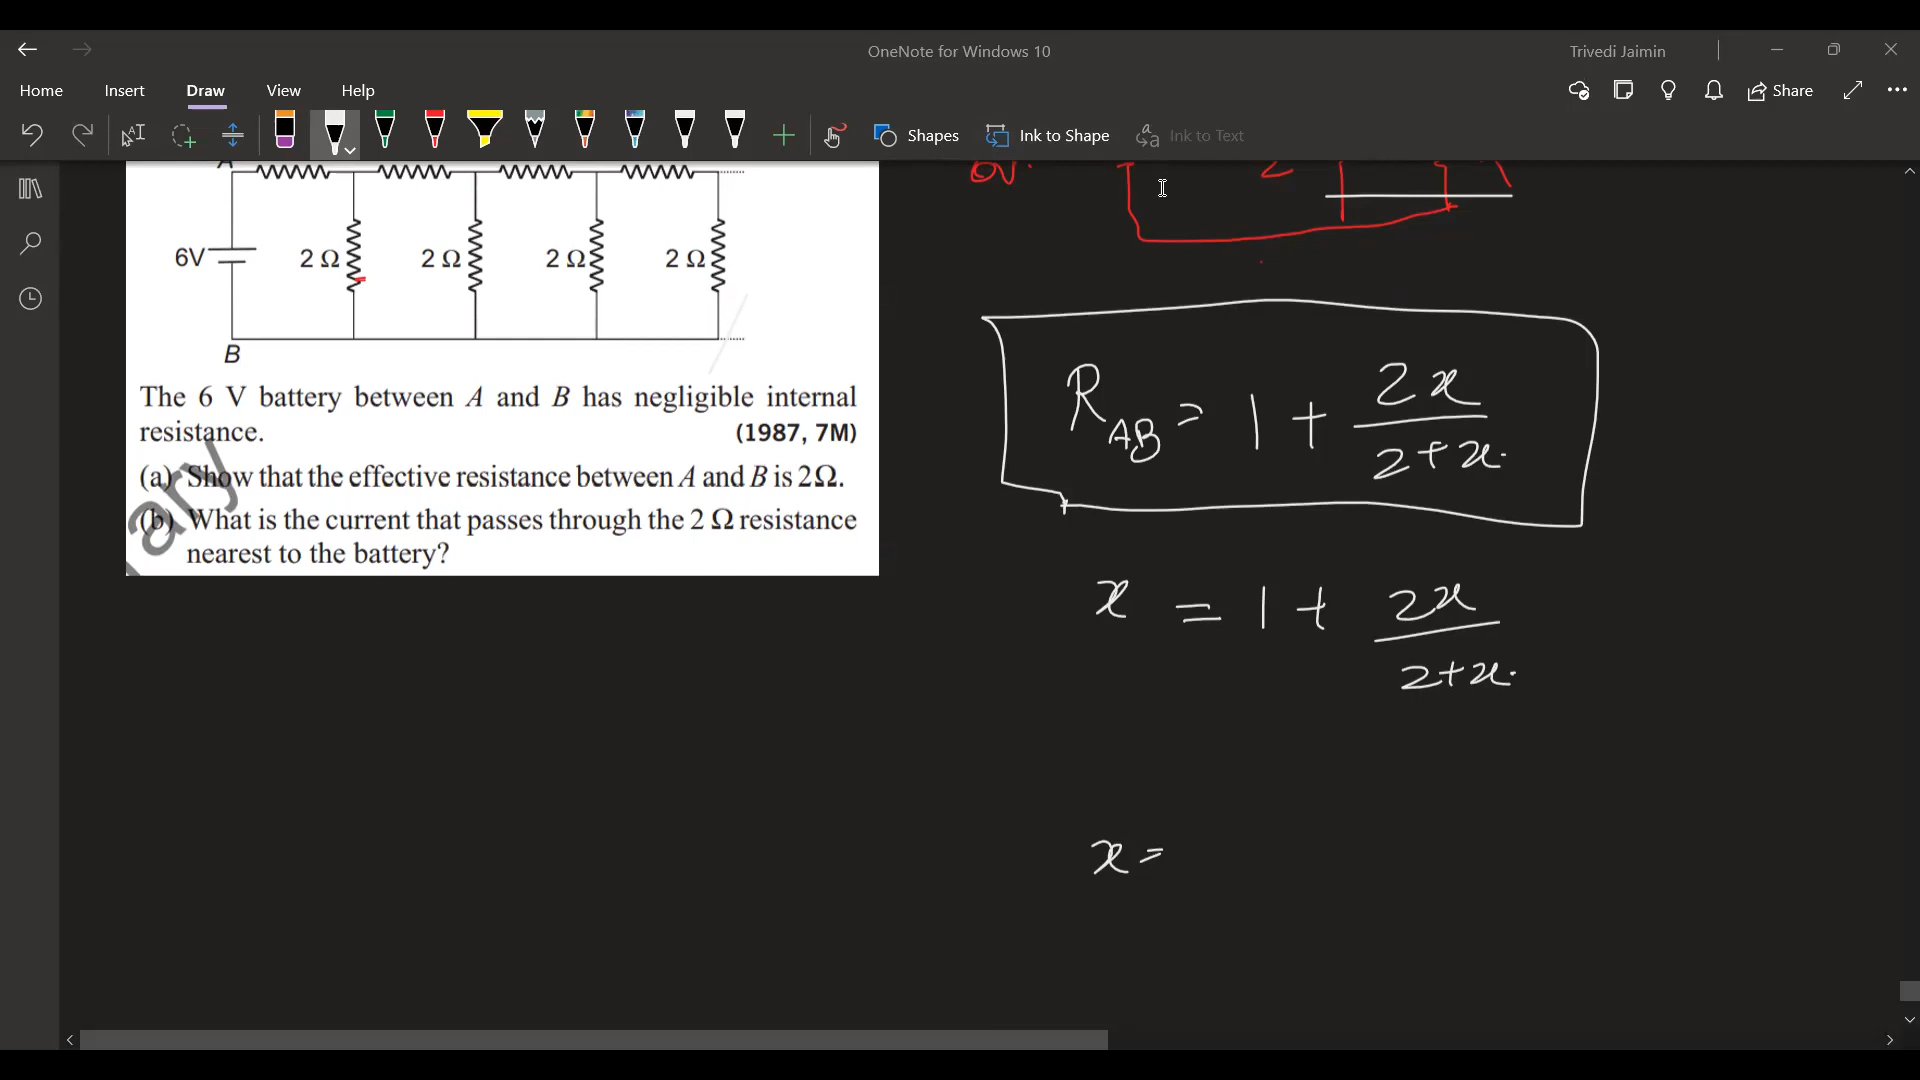 OneNote for Windows 10
Trivedi Jaimin
Home Insert Draw View Help
Share
Shapes
Ink to Shape
Ink to Text
A
6V
2 Ω 2 Ω 2 Ω 2 Ω
B
The 6 V battery between A and B has negligible internal
resistance. (1987, 7M)
(a) Show that the effective resistance between A and B is 2Ω.
(b) What is the current that passes through the 2 Ω resistance
nearest to the battery?
ary
6V.
2
R_AB = 1 + 2x/(2+x).
x = 1 + 2x/(2+x).
x =